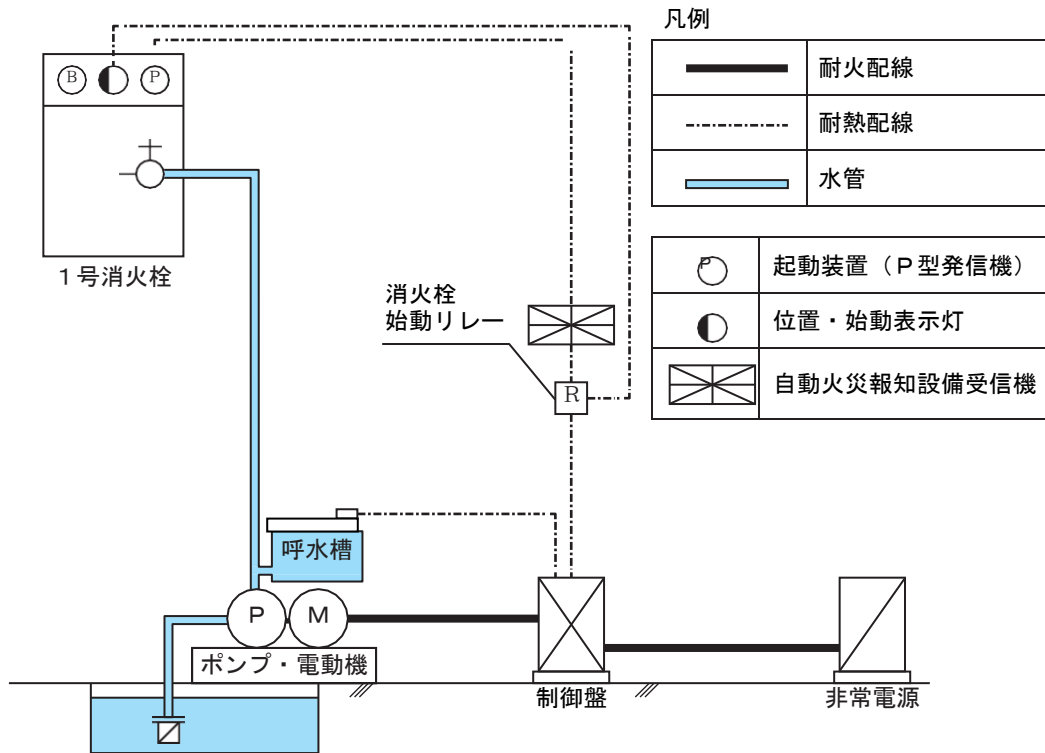 凡例
耐火配線
耐熱配線
水管
P
起動装置（P型発信機）
位置・始動表示灯
自動火災報知設備受信機
B
P
1号消火栓
消火栓
始動リレー
R
呼水槽
P
M
ポンプ・電動機
制御盤
非常電源